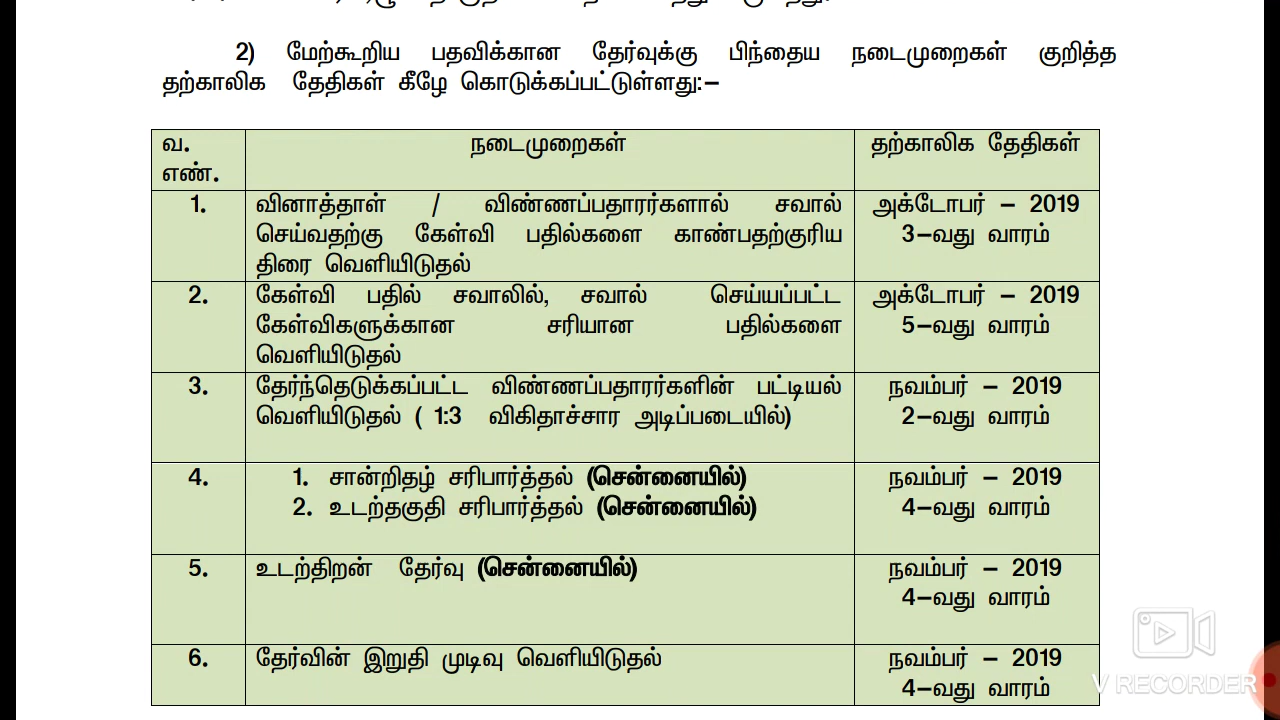 2) மேற்கூறிய பதவிக்கான தேர்வுக்கு பிந்தைய நடைமுறைகள் குறித்த
தற்காலிக தேதிகள் கீழே கொடுக்கப்பட்டுள்ளது:–
வ.
எண்.
நடைமுறைகள்
தற்காலிக தேதிகள்
1.
வினாத்தாள் / விண்ணப்பதாரர்களால் சவால்
செய்வதற்கு கேள்வி பதில்களை காண்பதற்குரிய
திரை வெளியிடுதல்
அக்டோபர் – 2019
3–வது வாரம்
2.
கேள்வி பதில் சவாலில், சவால் செய்யப்பட்ட
கேள்விகளுக்கான சரியான பதில்களை
வெளியிடுதல்
அக்டோபர் – 2019
5–வது வாரம்
3.
தேர்ந்தெடுக்கப்பட்ட விண்ணப்பதாரர்களின் பட்டியல்
வெளியிடுதல் ( 1:3 விகிதாச்சார அடிப்படையில்)
நவம்பர் – 2019
2–வது வாரம்
4.
1. சான்றிதழ் சரிபார்த்தல் (சென்னையில்)
2. உடற்தகுதி சரிபார்த்தல் (சென்னையில்)
நவம்பர் – 2019
4–வது வாரம்
5.
உடற்திறன் தேர்வு (சென்னையில்)
நவம்பர் – 2019
4–வது வாரம்
6.
தேர்வின் இறுதி முடிவு வெளியிடுதல்
நவம்பர் – 2019
4–வது வாரம்
V RECORDER